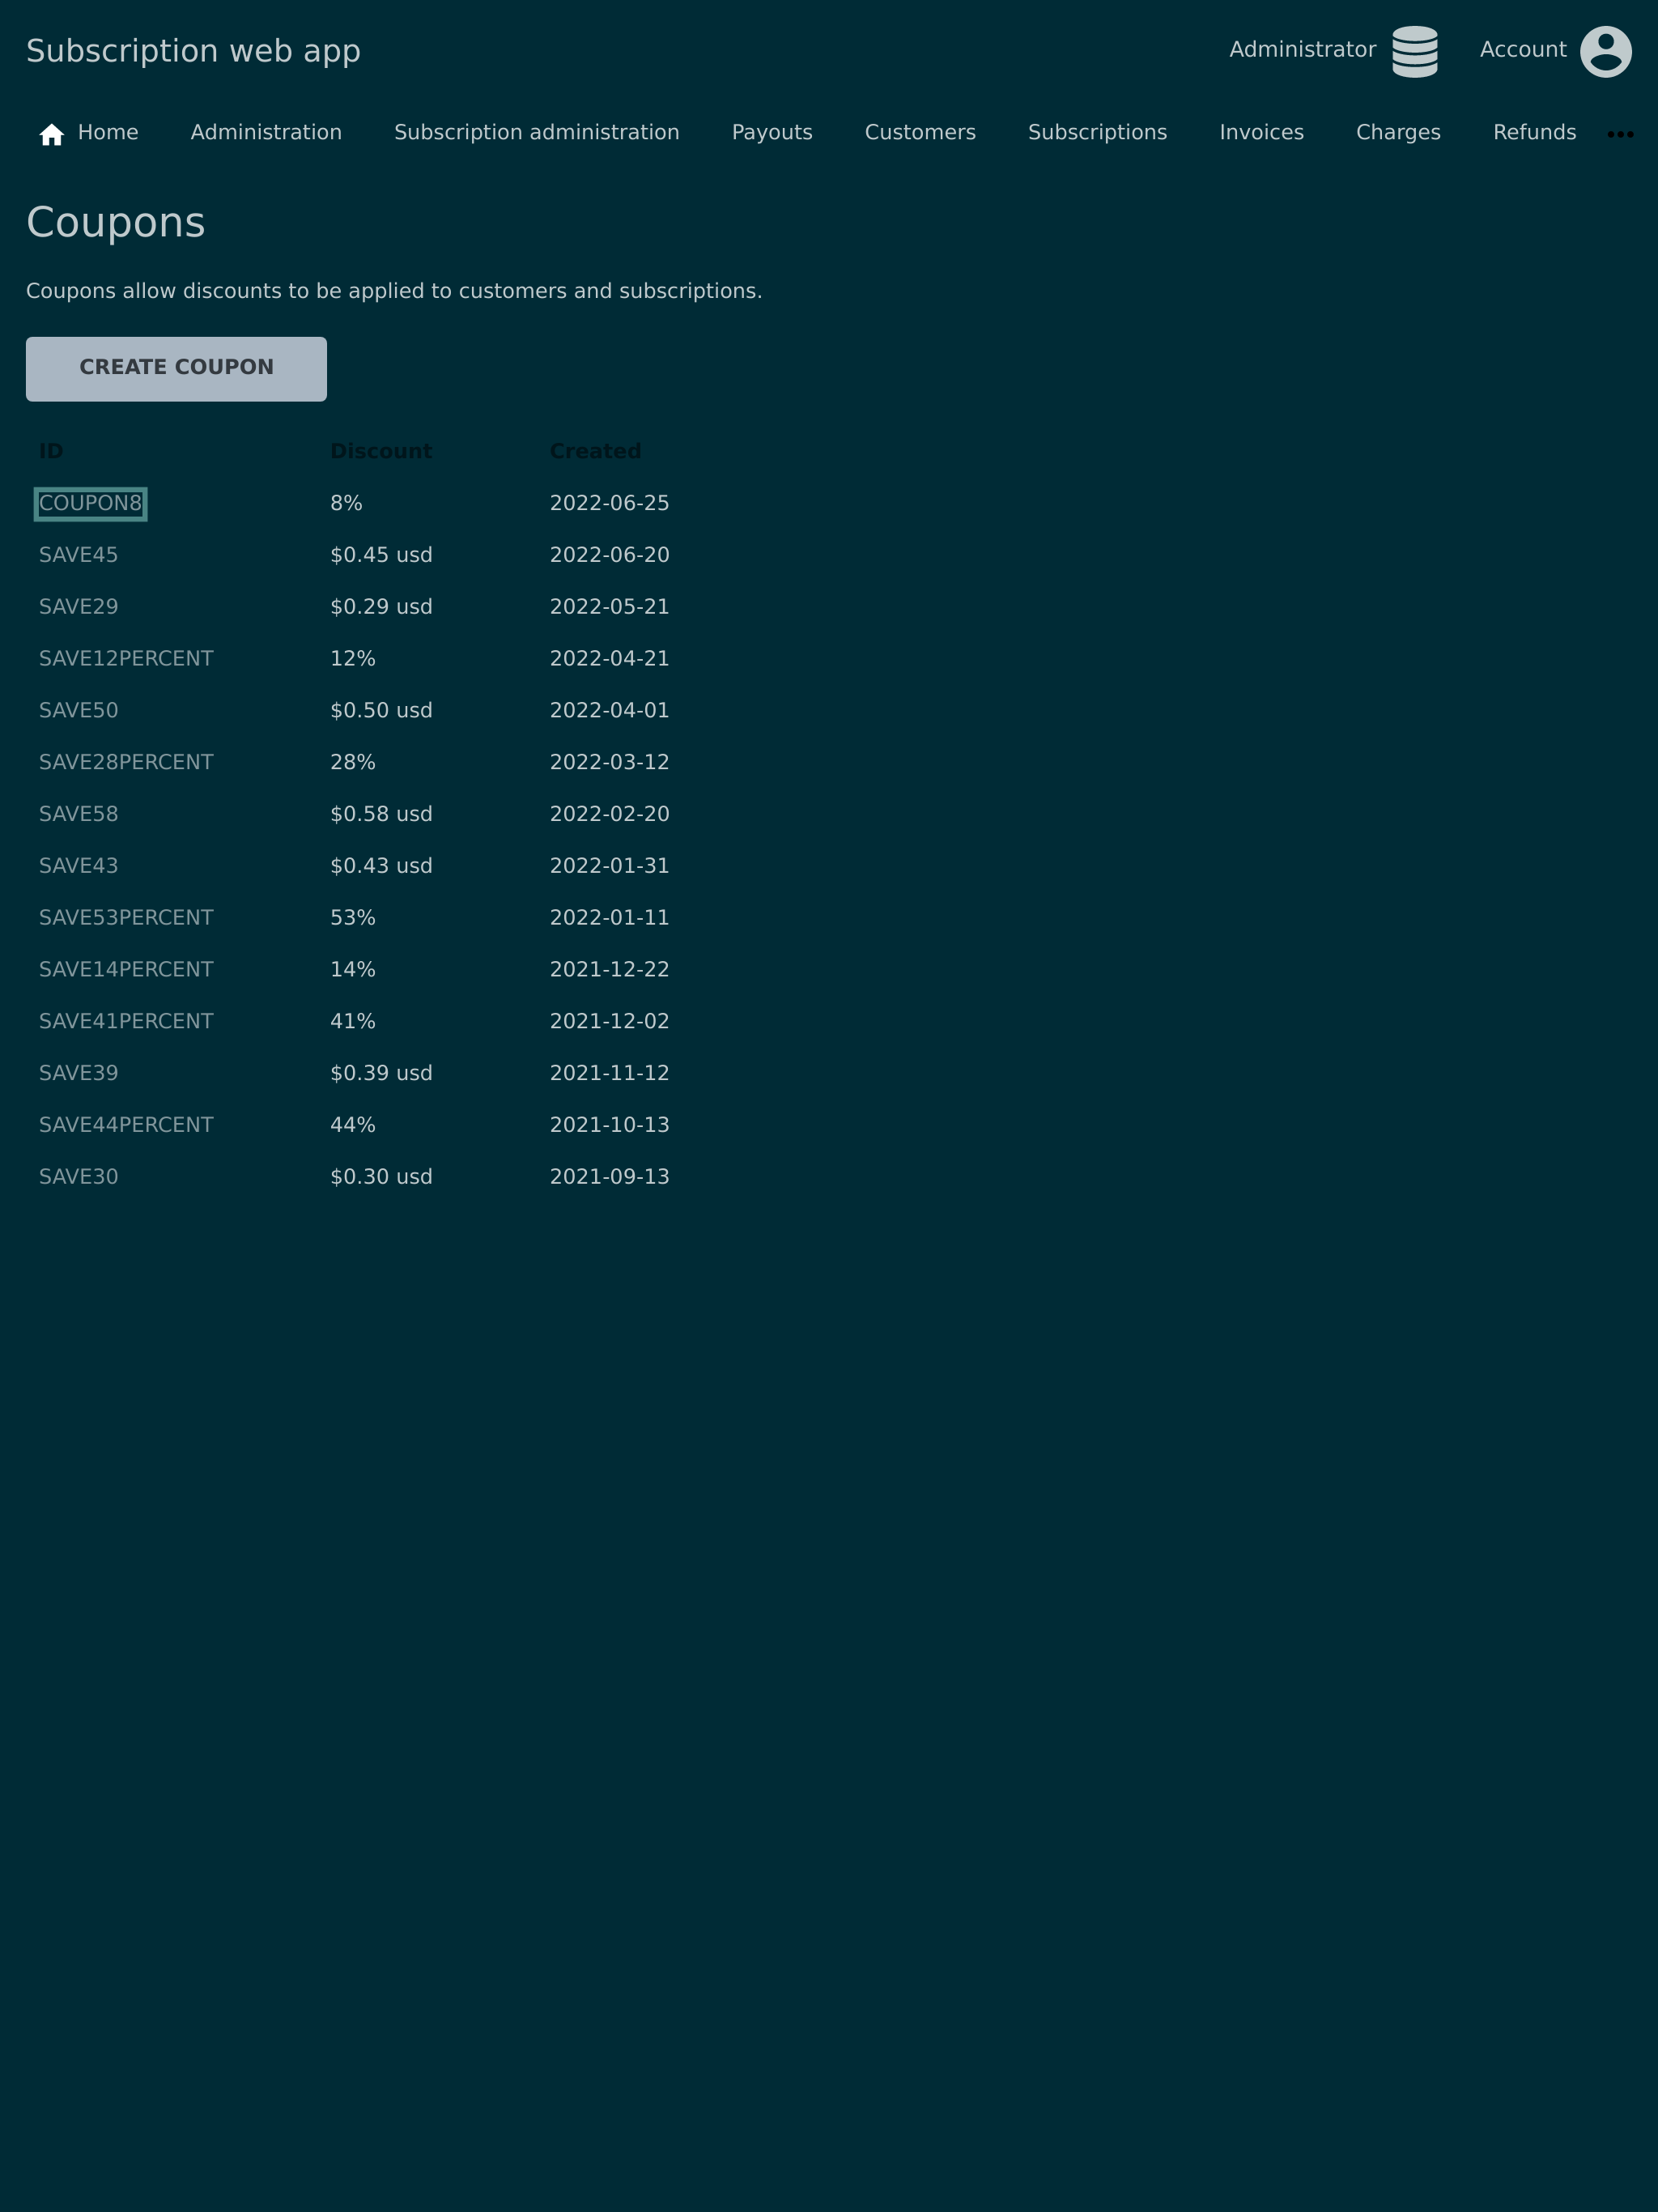 Subscription web app Administrator Account
Home Administration Subscription administration Payouts Customers Subscriptions Invoices Charges Refunds
Coupons
Coupons allow discounts to be applied to customers and subscriptions.
CREATE COUPON
ID Discount Created
COUPON8 8% 2022-06-25
SAVE45 $0.45 usd 2022-06-20
SAVE29 $0.29 usd 2022-05-21
SAVE12PERCENT 12% 2022-04-21
SAVE50 $0.50 usd 2022-04-01
SAVE28PERCENT 28% 2022-03-12
SAVE58 $0.58 usd 2022-02-20
SAVE43 $0.43 usd 2022-01-31
SAVE53PERCENT 53% 2022-01-11
SAVE14PERCENT 14% 2021-12-22
SAVE41PERCENT 41% 2021-12-02
SAVE39 $0.39 usd 2021-11-12
SAVE44PERCENT 44% 2021-10-13
SAVE30 $0.30 usd 2021-09-13